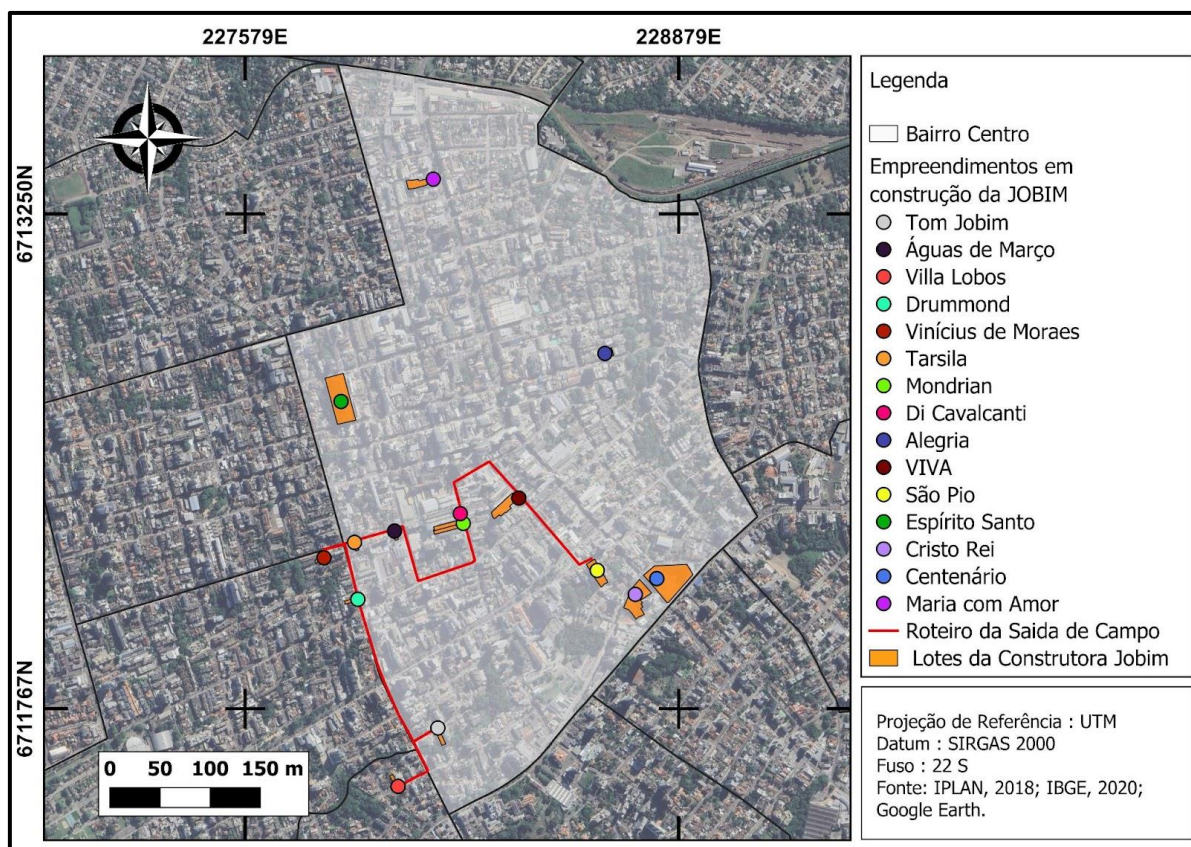 227579E
228879E
6713250N
6711767N
0 50 100 150 m
Legenda
Bairro Centro
Empreendimentos em
construção da JOBIM
Tom Jobim
Águas de Março
Villa Lobos
Drummond
Vinícius de Moraes
Tarsila
Mondrian
Di Cavalcanti
Alegria
VIVA
São Pio
Espírito Santo
Cristo Rei
Centenário
Maria com Amor
Roteiro da Saida de Campo
Lotes da Construtora Jobim
Projeção de Referência : UTM
Datum : SIRGAS 2000
Fuso : 22 S
Fonte: IPLAN, 2018; IBGE, 2020;
Google Earth.